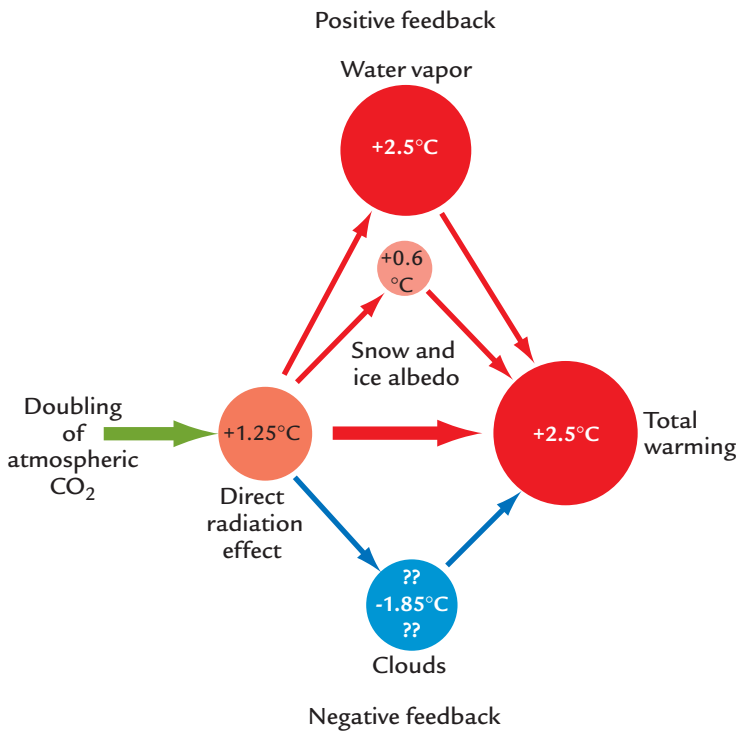 Positive feedback
Water vapor
+2.5°C
+0.6
°C
Snow and
ice albedo
Doubling
of
atmospheric
CO₂
+1.25°C
Direct
radiation
effect
+2.5°C
Total
warming
??
-1.85°C
??
Clouds
Negative feedback